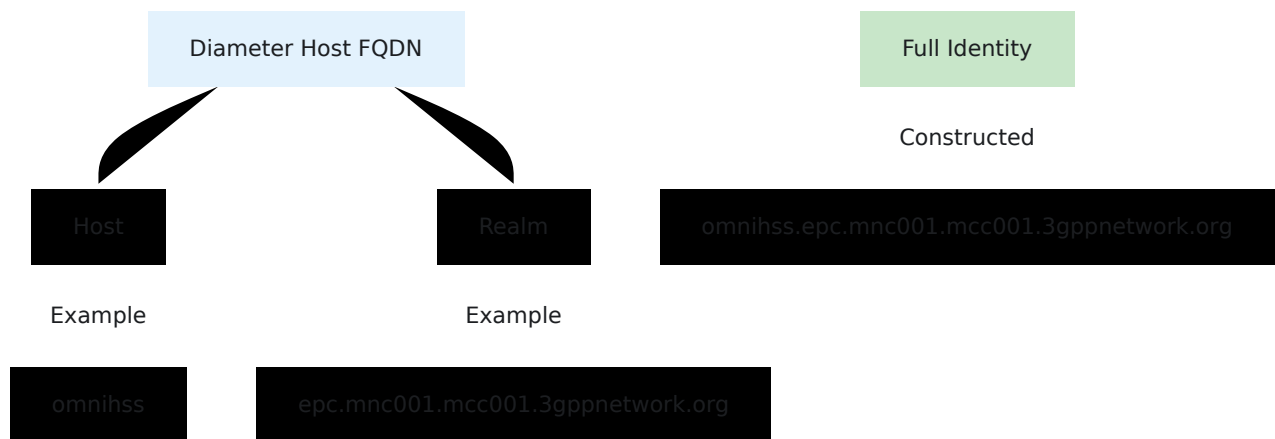 Diameter Host FQDN
Full Identity
Constructed
Host
Realm
omnihss.epc.mnc001.mcc001.3gppnetwork.org
Example
Example
omnihss
epc.mnc001.mcc001.3gppnetwork.org